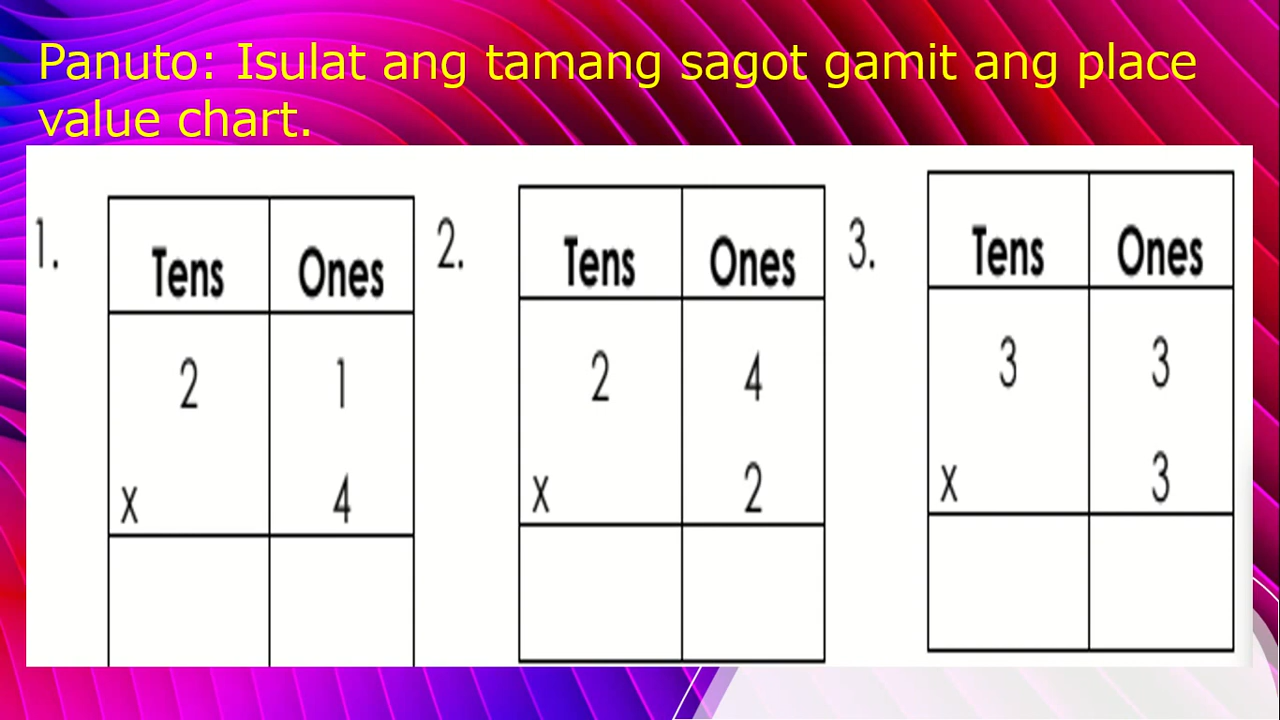 Panuto: Isulat ang tamang sagot gamit ang place
value chart.
1.
Tens Ones
2 1
x 4
2.
Tens Ones
2 4
x 2
3.
Tens Ones
3 3
x 3